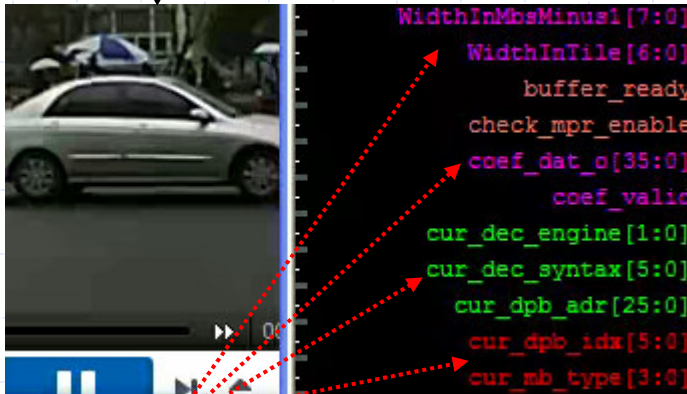 WidthInMbsMinus1[7:0]
WidthInTile[6:0]
buffer_ready
check_mpr_enable
coef_dat_o[35:0]
coef_valid
cur_dec_engine[1:0]
cur_dec_syntax[5:0]
cur_dpb_adr[25:0]
cur_dpb_idx[5:0]
cur_mb_type[3:0]